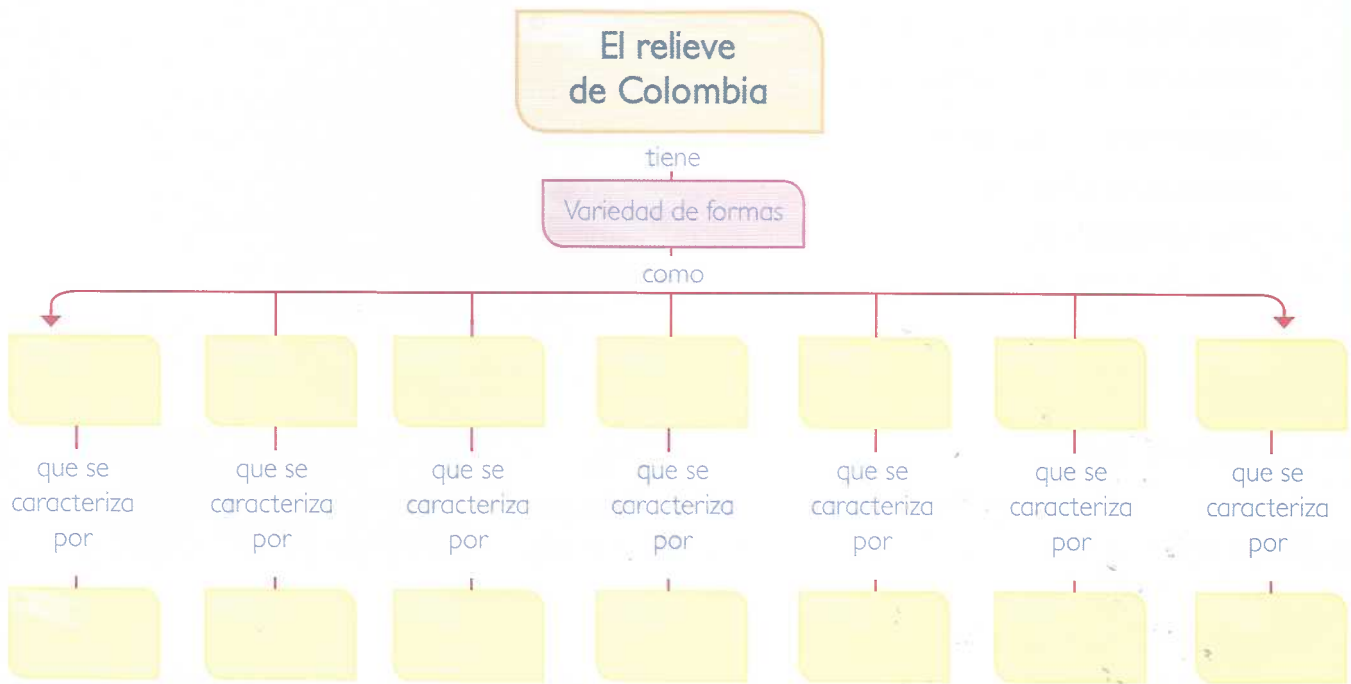 El relieve
de Colombia
tiene
Variedad de formas
como
que se
caracteriza
por
que se
caracteriza
por
que se
caracteriza
por
que se
caracteriza
por
que se
caracteriza
por
que se
caracteriza
por
que se
caracteriza
por